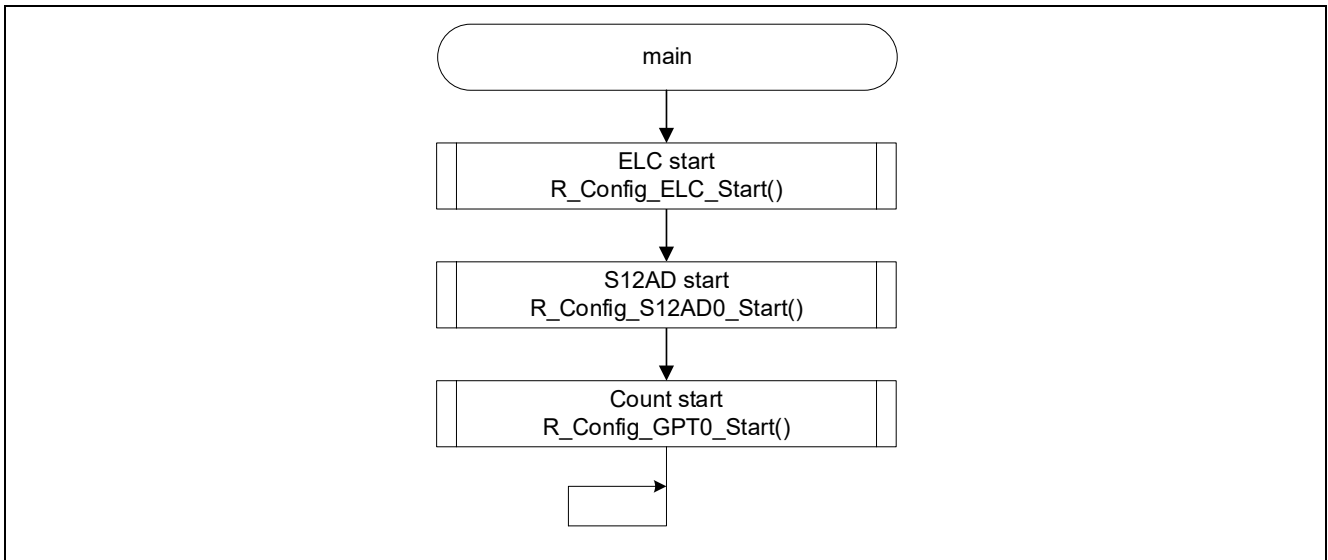 main
ELC start
R_Config_ELC_Start()
S12AD start
R_Config_S12AD0_Start()
Count start
R_Config_GPT0_Start()